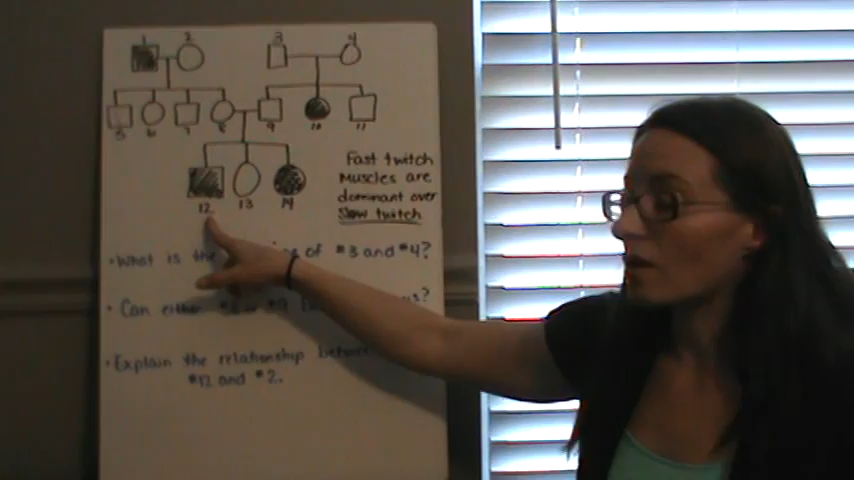 1 2 3 4
5 6 7 8 9 10 11
12 13 14
Fast twitch
Muscles are
dominant over
Slow twitch
• What is the of #3 and #4?
• Can either #9
• Explain the relationship
#12 and #2.